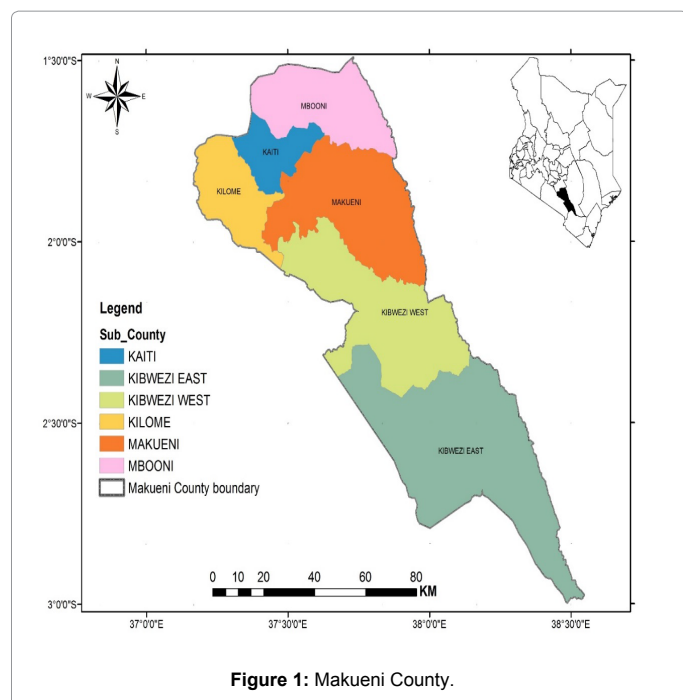 1°30'0"S
N
W
E
S
MBOONI
KAITI
KILOME
MAKUENI
2°0'0"S
Legend
Sub_County
KAITI
KIBWEZI EAST
KIBWEZI WEST
KILOME
MAKUENI
MBOONI
Makueni County boundary
KIBWEZI WEST
2°30'0"S
KIBWEZI EAST
0 10 20 40 60 80
KM
3°0'0"S
37°0'0"E 37°30'0"E 38°0'0"E 38°30'0"E
Figure 1: Makueni County.